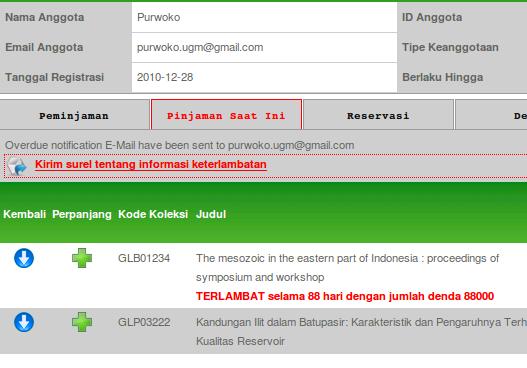 Nama Anggota Purwoko ID Anggota
Email Anggota purwoko.ugm@gmail.com Tipe Keanggotaan
Tanggal Registrasi 2010-12-28 Berlaku Hingga
Peminjaman Pinjaman Saat Ini Reservasi De
Overdue notification E-Mail have been sent to purwoko.ugm@gmail.com
Kirim surel tentang informasi keterlambatan
Kembali Perpanjang Kode Koleksi Judul
GLB01234 The mesozoic in the eastern part of Indonesia : proceedings of
symposium and workshop
TERLAMBAT selama 88 hari dengan jumlah denda 88000
GLP03222 Kandungan Ilit dalam Batupasir: Karakteristik dan Pengaruhnya Terh
Kualitas Reservoir